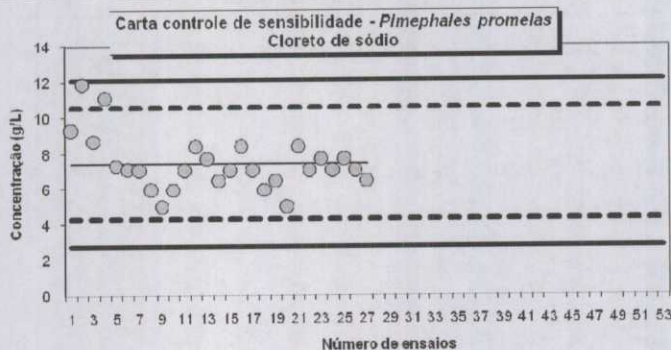 Carta controle de sensibilidade - Pimephales promelas
Cloreto de sódio
Concentração (g/L)
14
12
10
8
6
4
2
0
1 3 5 7 9 11 13 15 17 19 21 23 25 27 29 31 33 35 37 39 41 43 45 47 49 51 53
Número de ensaios